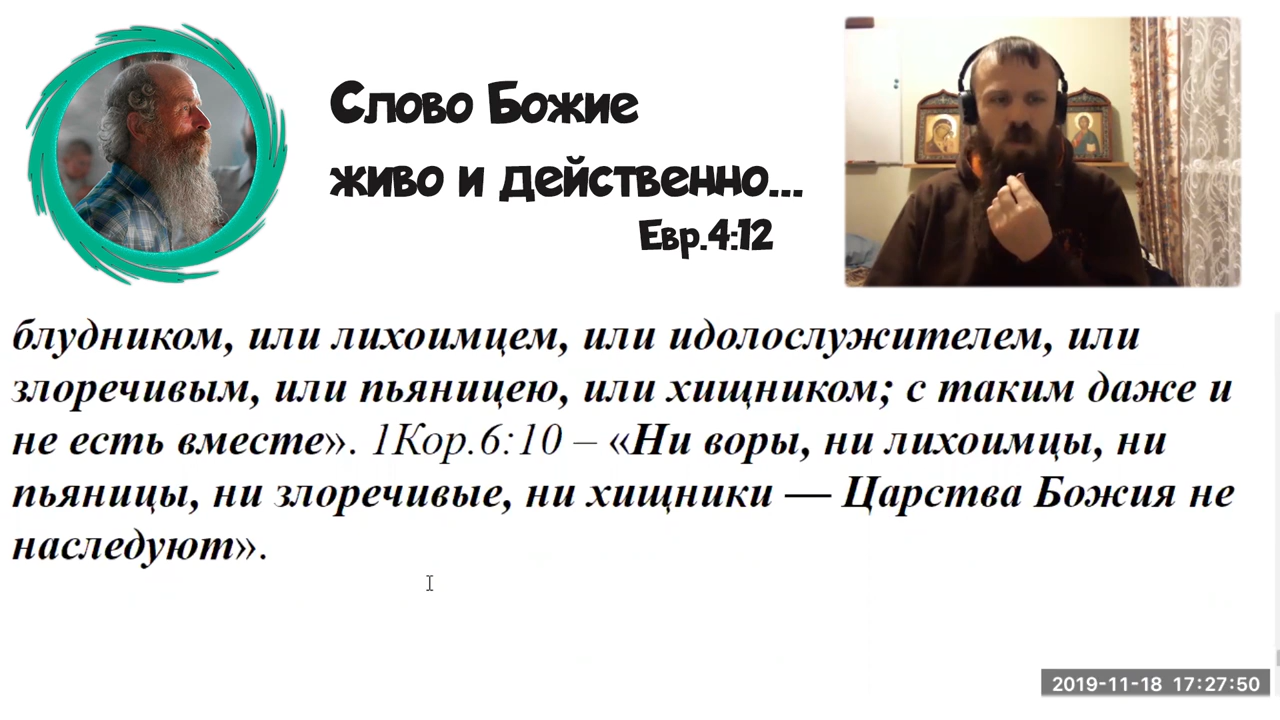 Слово Божие
живо и действенно...
Евр.4:12
блудником, или лихоимцем, или идолослужителем, или
злоречивым, или пьяницею, или хищником; с таким даже и
не есть вместе». 1Кор.6:10 – «Ни воры, ни лихоимцы, ни
пьяницы, ни злоречивые, ни хищники — Царства Божия не
наследуют».
2019-11-18 17:27:50